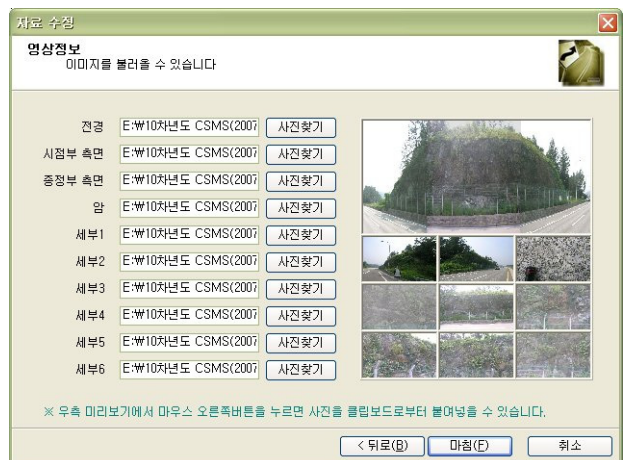 자료 수집
영상정보
이미지를 불러올 수 있습니다
전경 E:₩10차년도 CSMS(2007 사진찾기
시점부 측면 E:₩10차년도 CSMS(2007 사진찾기
종점부 측면 E:₩10차년도 CSMS(2007 사진찾기
암 E:₩10차년도 CSMS(2007 사진찾기
세부1 E:₩10차년도 CSMS(2007 사진찾기
세부2 E:₩10차년도 CSMS(2007 사진찾기
세부3 E:₩10차년도 CSMS(2007 사진찾기
세부4 E:₩10차년도 CSMS(2007 사진찾기
세부5 E:₩10차년도 CSMS(2007 사진찾기
세부6 E:₩10차년도 CSMS(2007 사진찾기
※ 우측 미리보기에서 마우스 오른쪽버튼을 누르면 사진을 클립보드로부터 붙여넣을 수 있습니다.
< 뒤로(B) 마침(F) 취소